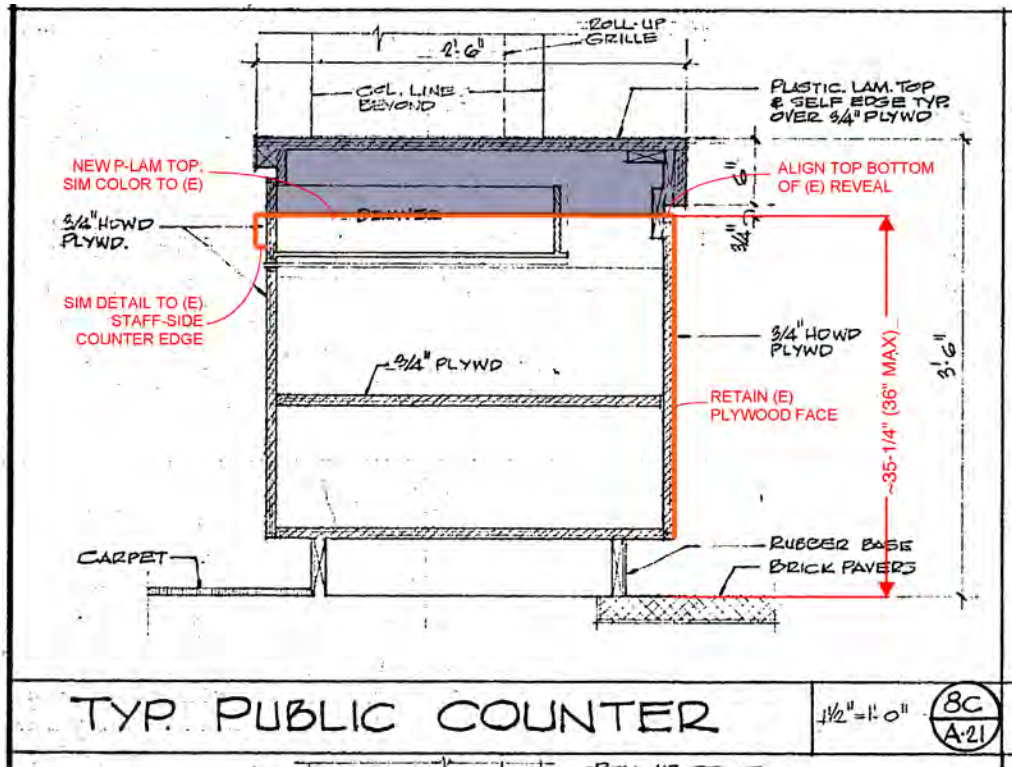 ROLL-UP
GRILLE
2'-6"
COL. LINE
BEYOND
PLASTIC LAM. TOP
& SELF EDGE TYP.
OVER 3/4" PLYWD
NEW P-LAM TOP,
SIM COLOR TO (E)
6"
ALIGN TOP BOTTOM
OF (E) REVEAL
3/4" HDWD
PLYWD.
DRAWER
3/4"
SIM DETAIL TO (E)
STAFF-SIDE
COUNTER EDGE
3/4" PLYWD
3/4" HDWD
PLYWD
~35-1/4" (36" MAX)
3'-6"
RETAIN (E)
PLYWOOD FACE
CARPET
RUBBER BASE
BRICK PAVERS
TYP. PUBLIC COUNTER
1 1/2" = 1'-0"
8C
A-21